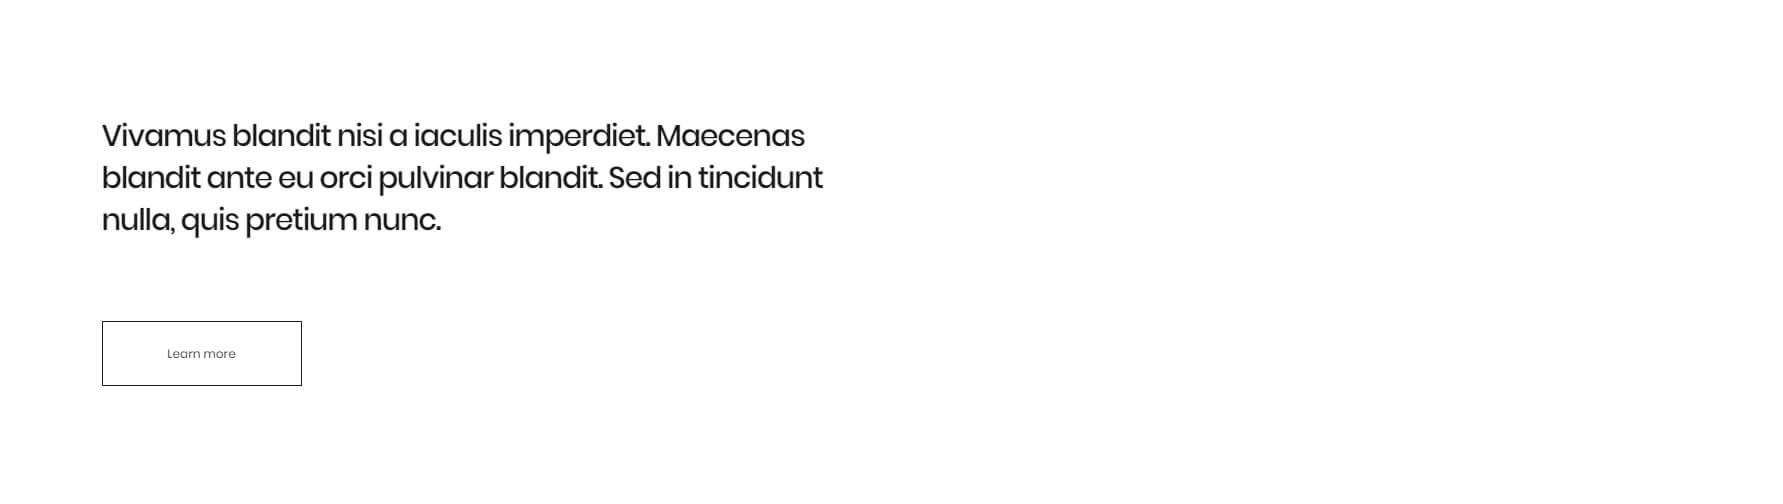 Vivamus blandit nisi a iaculis imperdiet. Maecenas
blandit ante eu orci pulvinar blandit. Sed in tincidunt
nulla, quis pretium nunc.
Learn more